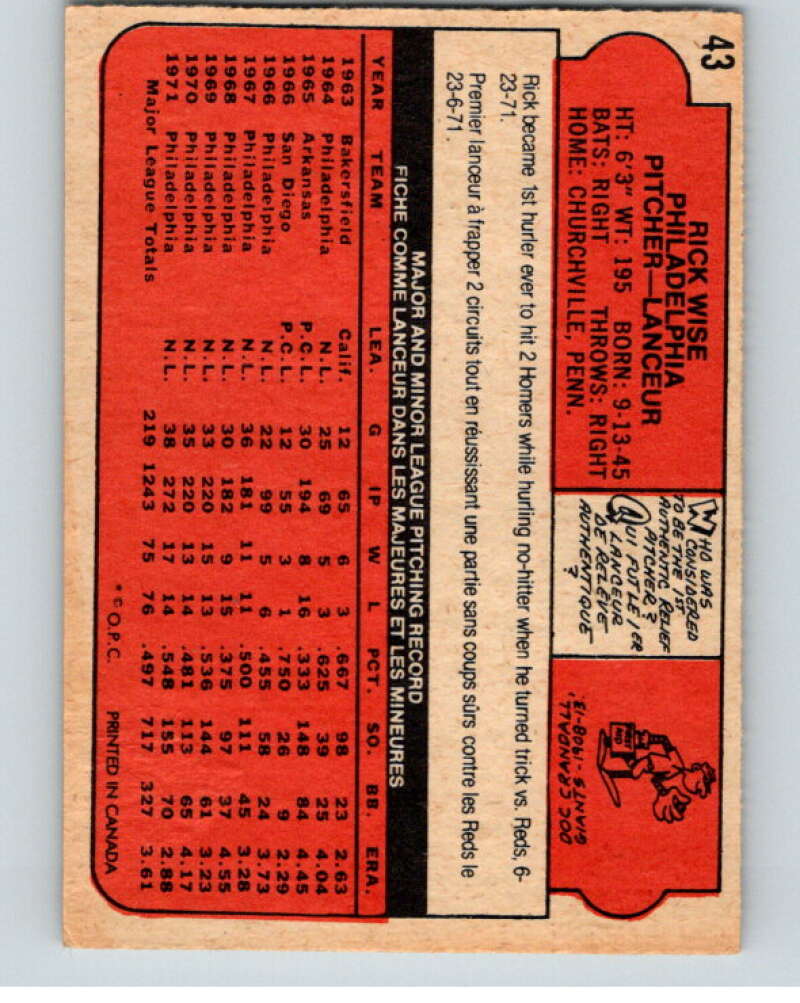 43
RICK WISE
PHILADELPHIA
PITCHER—LANCEUR
HT: 6'3" WT: 195 BORN: 9-13-45
BATS: RIGHT THROWS: RIGHT
HOME: CHURCHVILLE, PENN.
WHO WAS
CONSIDERED
TO BE THE 1ST
AUTHENTIC RELIEF
PITCHER?
QUI FUT LE 1ER
LANCEUR
DE RELEVE
AUTHENTIQUE
?
FIRST AID
DOC CRANDALL,
GIANTS-1908-13.
Rick became 1st hurler ever to hit 2 Homers while hurling no-hitter when he turned trick vs. Reds, 6-
23-71.
Premier lanceur à frapper 2 circuits tout en réussissant une partie sans coups sûrs contre les Reds le
23-6-71.
MAJOR AND MINOR LEAGUE PITCHING RECORD
FICHE COMME LANCEUR DANS LES MAJEURES ET LES MINEURES
YEAR TEAM LEA. G IP W L PCT. SO. BB. ERA.
1963 Bakersfield Calif. 12 65 6 3 .667 98 23 2.63
1964 Philadelphia N.L. 25 69 5 3 .625 39 25 4.04
1965 Arkansas P.C.L. 30 194 8 16 .333 148 84 4.45
1966 San Diego P.C.L. 12 55 3 1 .750 26 9 2.29
1966 Philadelphia N.L. 22 99 5 6 .455 58 24 3.73
1967 Philadelphia N.L. 36 181 11 11 .500 111 45 3.28
1968 Philadelphia N.L. 30 182 9 15 .375 97 37 4.55
1969 Philadelphia N.L. 33 220 15 13 .536 144 61 3.23
1970 Philadelphia N.L. 35 220 13 14 .481 113 65 4.17
1971 Philadelphia N.L. 38 272 17 14 .548 155 70 2.88
Major League Totals 219 1243 75 76 .497 717 327 3.61
* © O.P.C. PRINTED IN CANADA